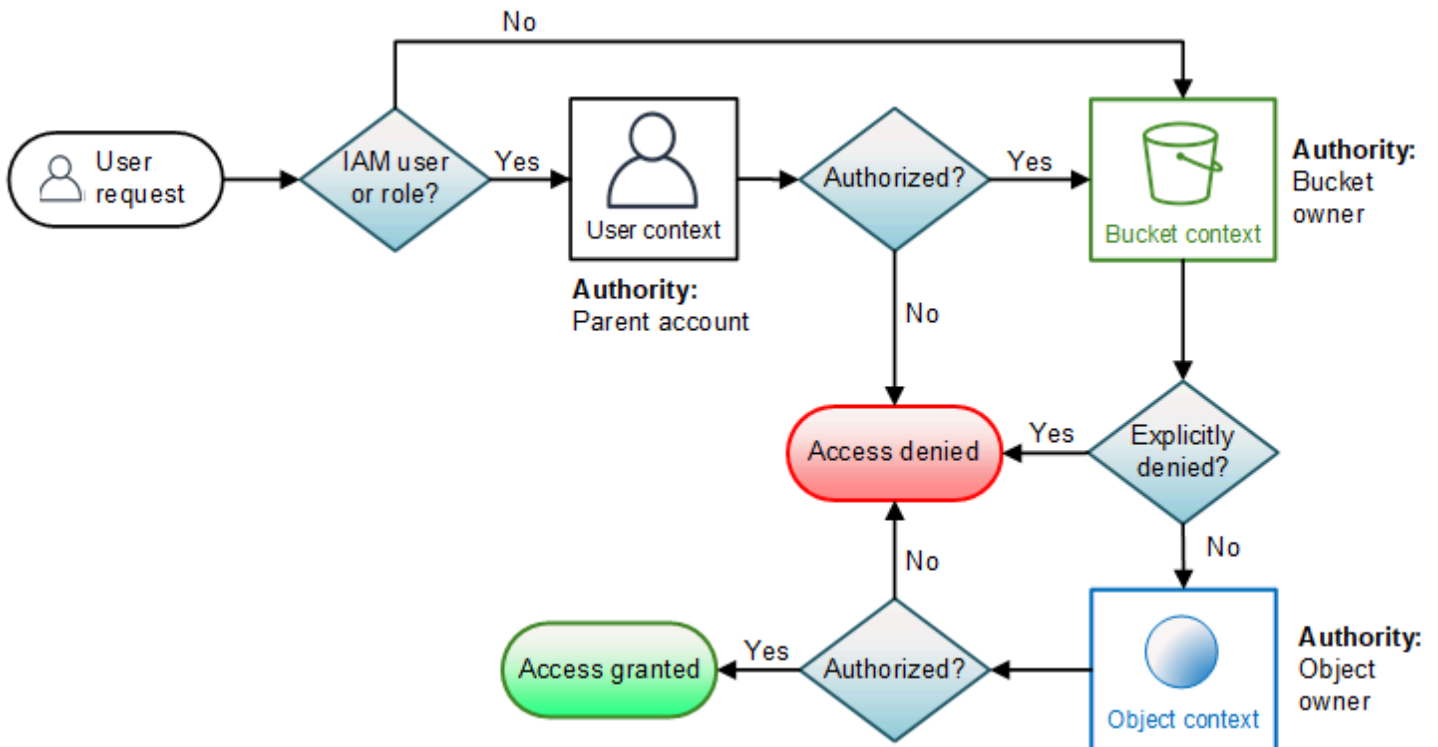 No
User
request
IAM user
or role?
Yes
User context
Authority:
Parent account
Authorized?
Yes
No
Bucket context
Authority:
Bucket
owner
Explicitly
denied?
Yes
Access denied
No
Object context
Authority:
Object
owner
Authorized?
No
Yes
Access granted